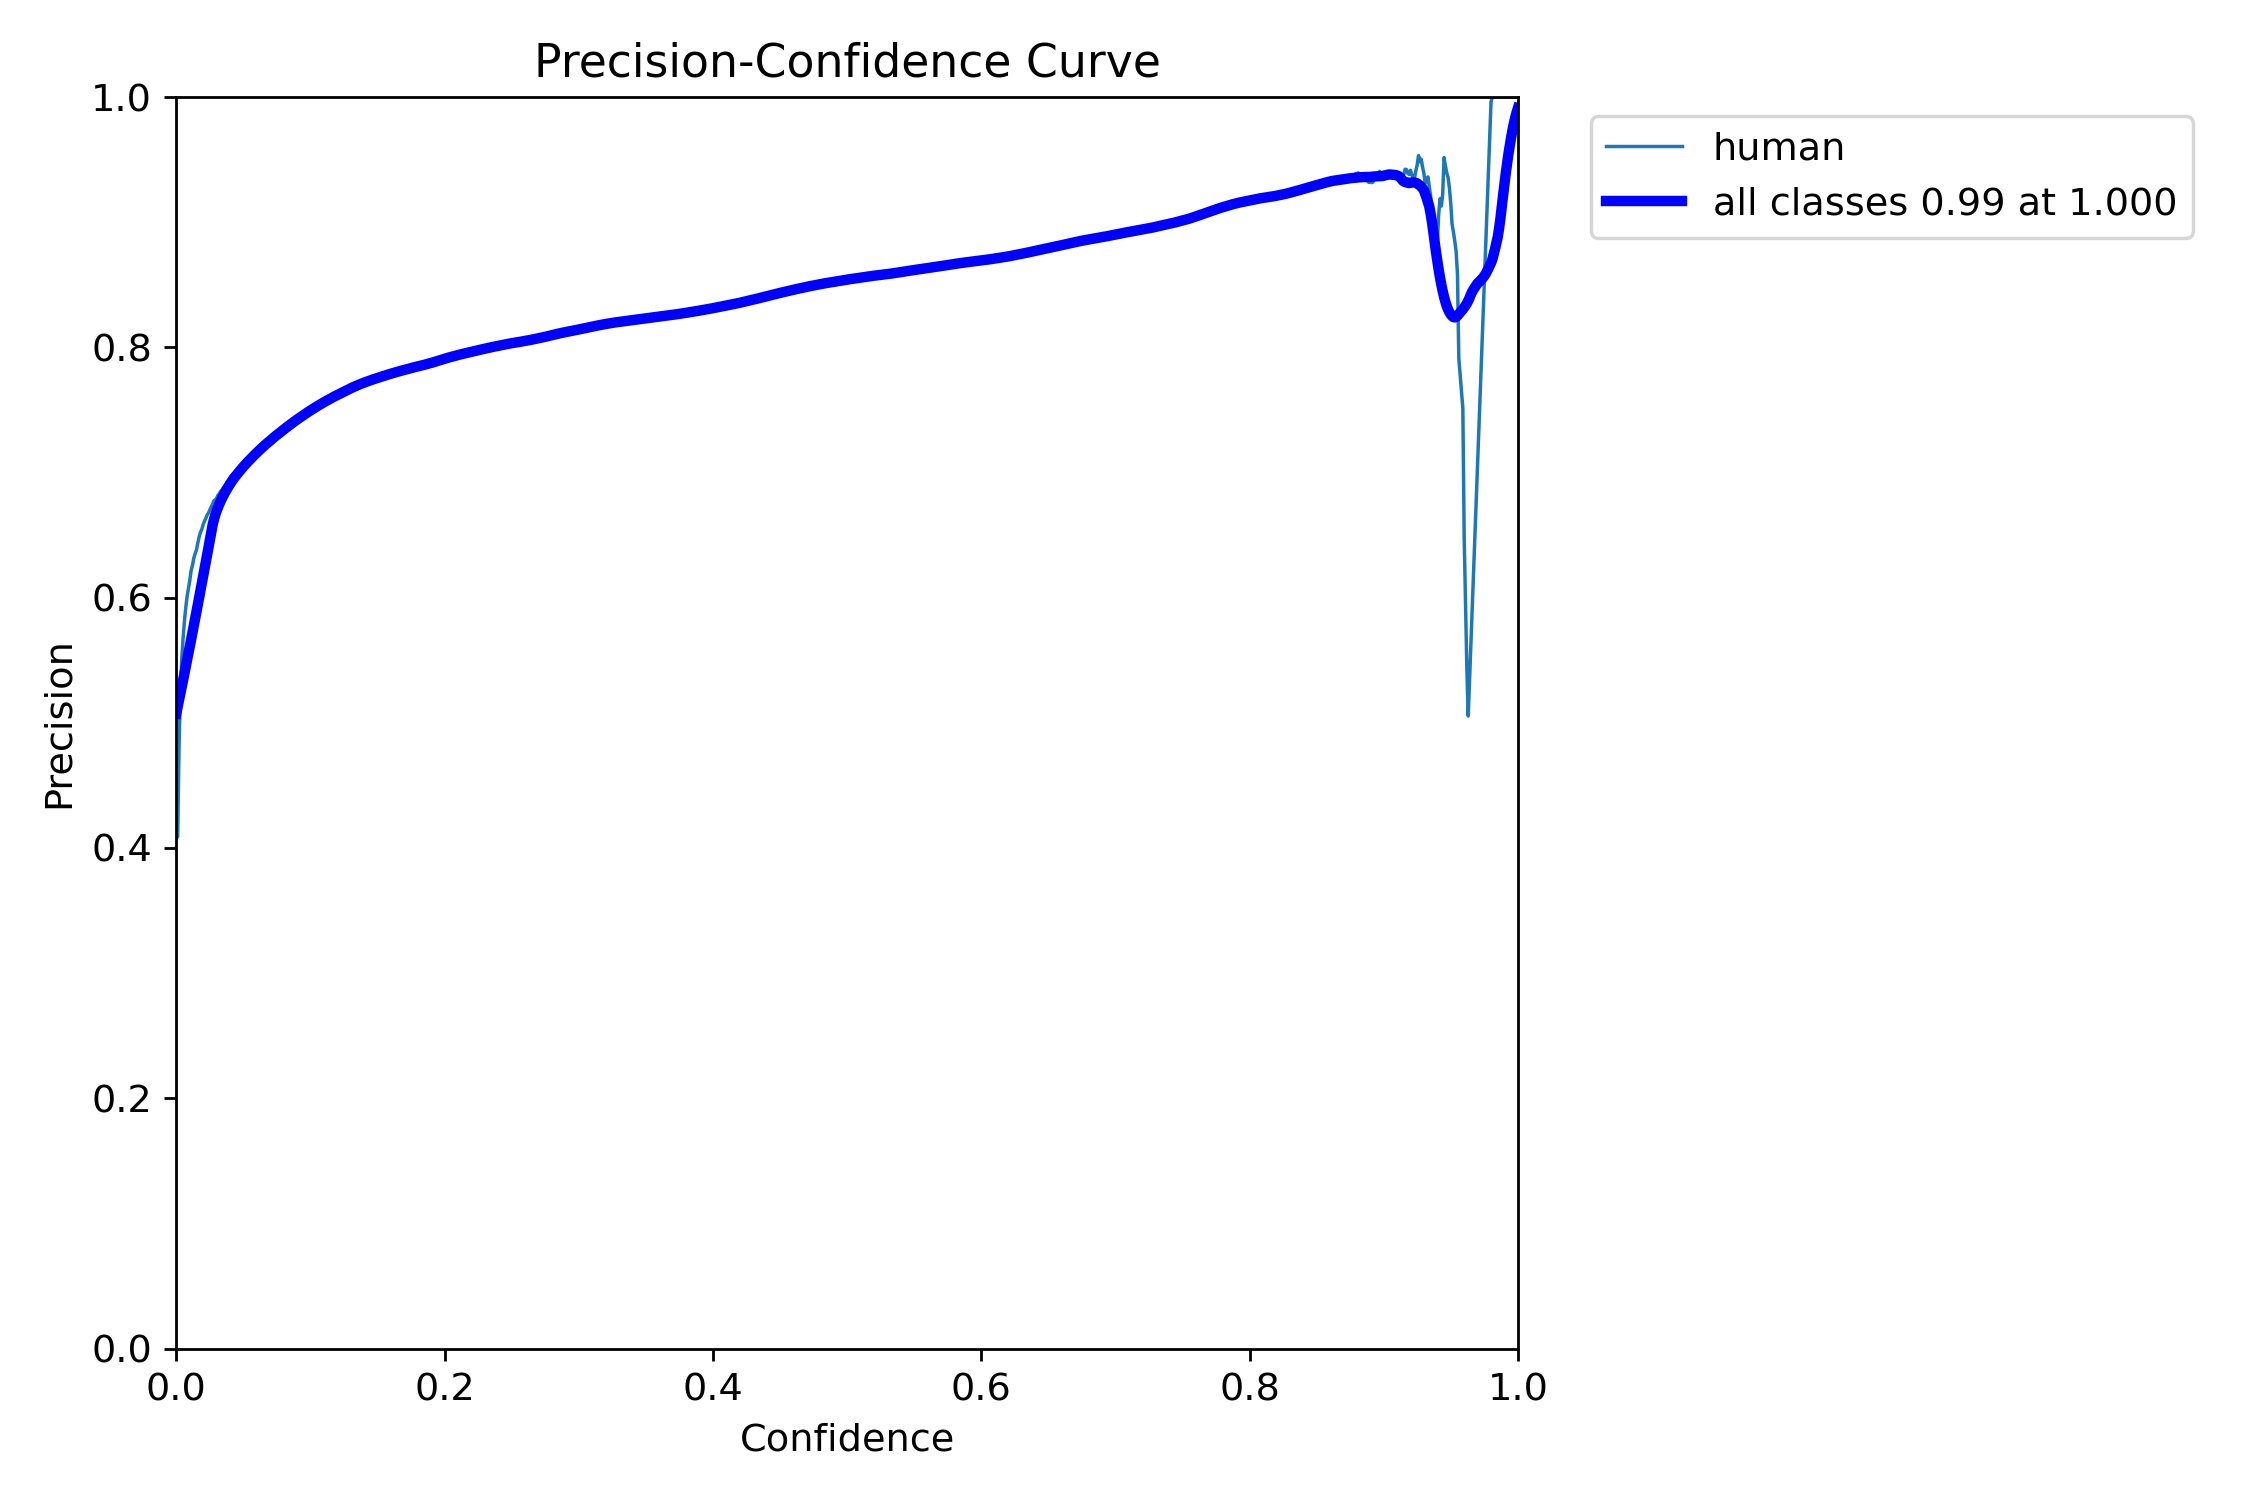 Precision-Confidence Curve
human
all classes 0.99 at 1.000
Precision
1.0
0.8
0.6
0.4
0.2
0.0
0.0 0.2 0.4 0.6 0.8 1.0
Confidence